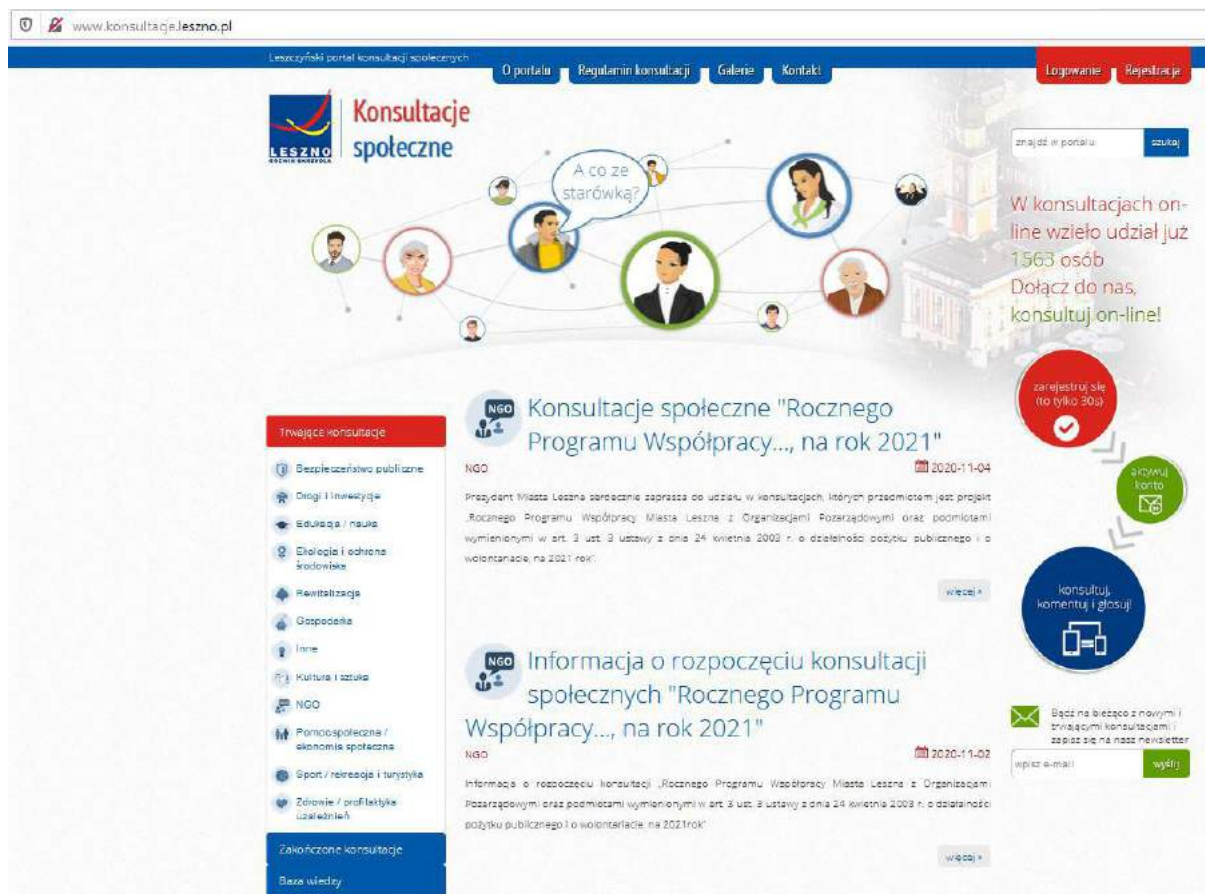 www.konsultacje.leszno.pl
Leszczyński portal konsultacji społecznych
O portalu
Regulamin konsultacji
Galerie
Kontakt
Logowanie
Rejestracja
LESZNO
Konsultacje
społeczne
A co ze
starówką?
znajdź w portalu
szukaj
W konsultacjach on-
line wzieło udział już
1563 osób
Dołącz do nas,
konsultuj on-line!
zarejestruj się
(to tylko 30s)
aktywuj
konto
konsultuj,
komentuj i głosuj!
Bądź na bieżąco z nowymi i
trwającymi konsultacjami i
zapisz się na nasz newsletter
wpisz e-mail
wyślij
Trwające konsultacje
Bezpieczeństwo publiczne
Drogi i inwestycje
Edukacja / nauka
Ekologia i ochrona
środowiska
Rewitalizacja
Gospodarka
Inne
Kultura i sztuka
NGO
Pomoc społeczna /
ekonomia społeczna
Sport / rekreacja i turystyka
Zdrowie / profilaktyka
uzależnień
Zakończone konsultacje
Baza wiedzy
NGO
Konsultacje społeczne "Rocznego
Programu Współpracy..., na rok 2021"
NGO
2020-11-04
Prezydent Miasta Leszna serdecznie zaprasza do udziału w konsultacjach, których przedmiotem jest projekt
„Rocznego Programu Współpracy Miasta Leszna z Organizacjami Pozarządowymi oraz podmiotami
wymienionymi w art. 3 ust. 3 ustawy z dnia 24 kwietnia 2003 r. o działalności pożytku publicznego i o
wolontariacie, na 2021 rok".
więcej »
NGO
Informacja o rozpoczęciu konsultacji
społecznych "Rocznego Programu
Współpracy..., na rok 2021"
NGO
2020-11-02
Informacja o rozpoczęciu konsultacji „Rocznego Programu Współpracy Miasta Leszna z Organizacjami
Pozarządowymi oraz podmiotami wymienionymi w art. 3 ust. 3 ustawy z dnia 24 kwietnia 2003 r. o działalności
pożytku publicznego i o wolontariacie, na 2021rok"
więcej »